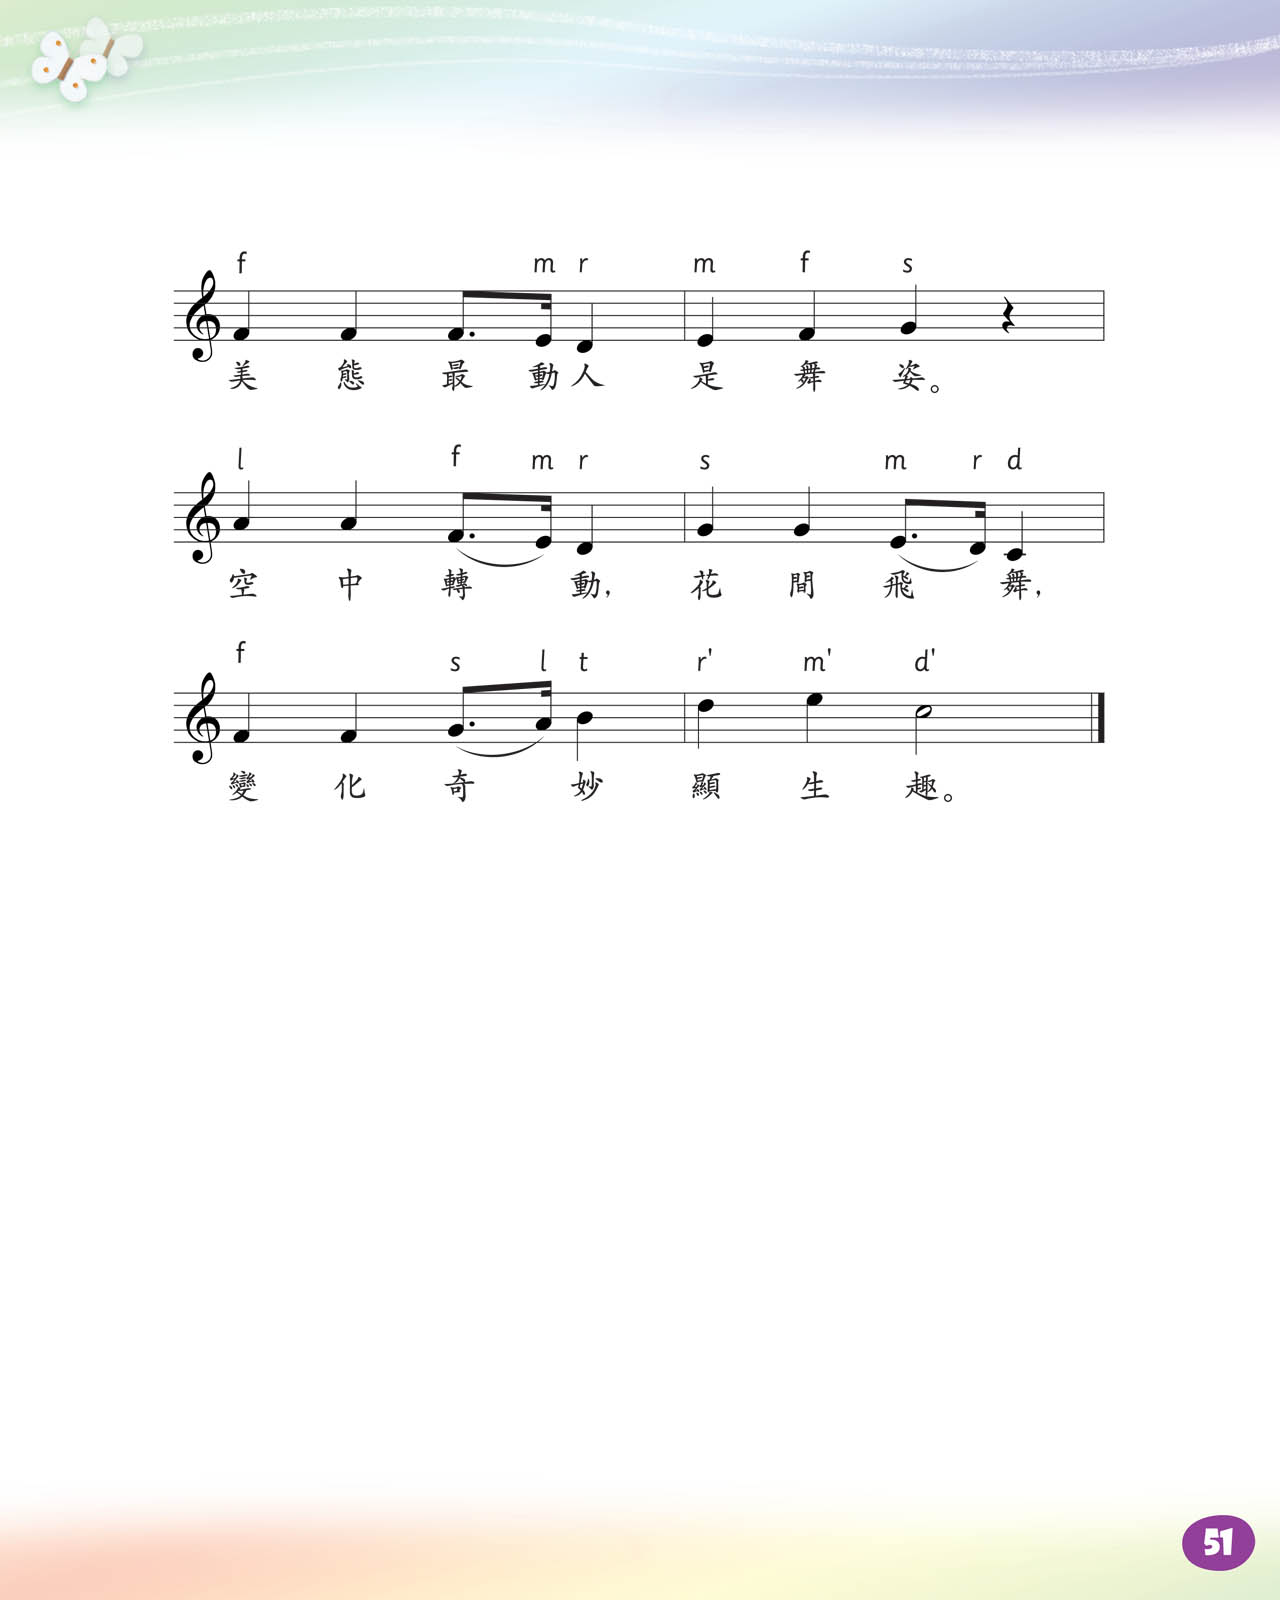 f m r m f s
美 態 最 動 人 是 舞 姿。
l f m r s m r d
空 中 轉 動, 花 間 飛 舞,
f s l t r' m' d'
變 化 奇 妙 顯 生 趣。
51